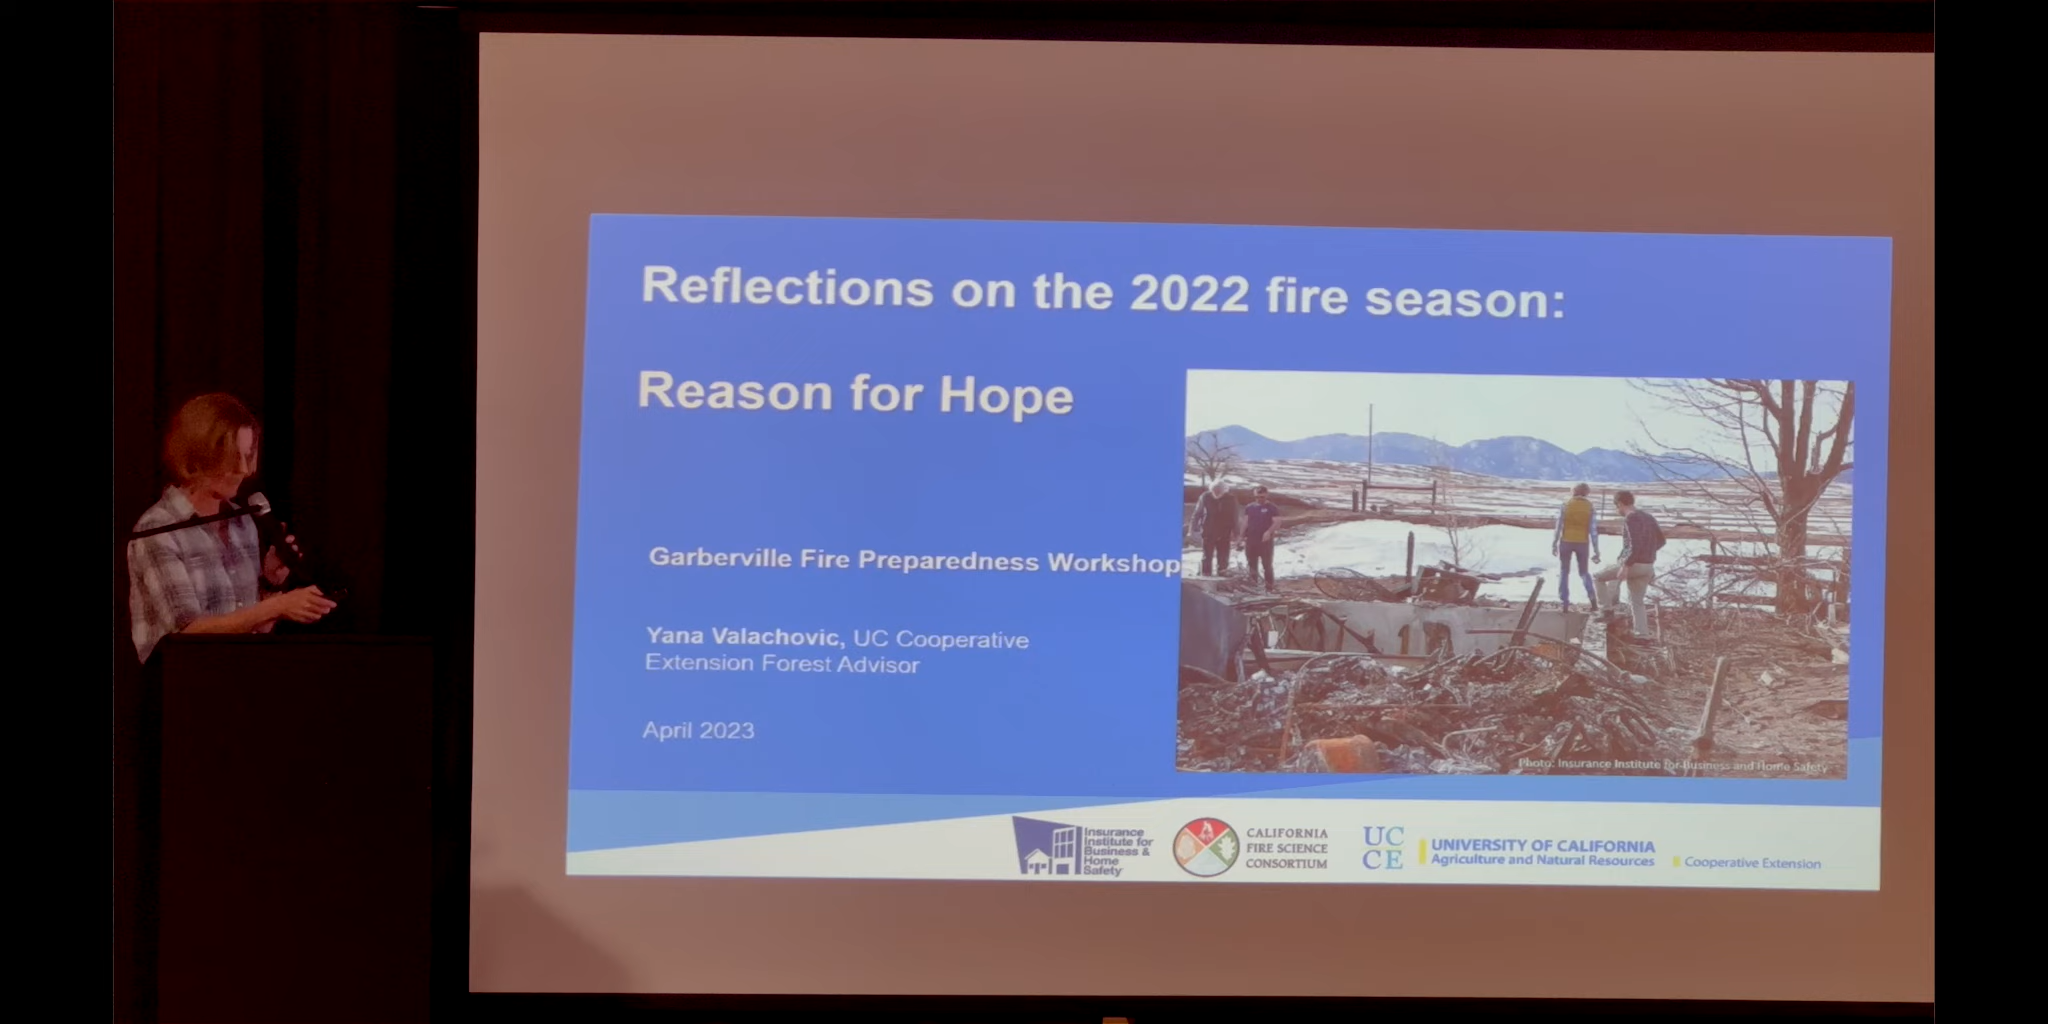 Reflections on the 2022 fire season:
Reason for Hope
Garberville Fire Preparedness Workshop
Yana Valachovic, UC Cooperative
Extension Forest Advisor
April 2023
Photo: Insurance Institute for Business and Home Safety
Insurance
Institute for
Business &
Home
Safety
CALIFORNIA
FIRE SCIENCE
CONSORTIUM
UC
CE
UNIVERSITY OF CALIFORNIA
Agriculture and Natural Resources
Cooperative Extension